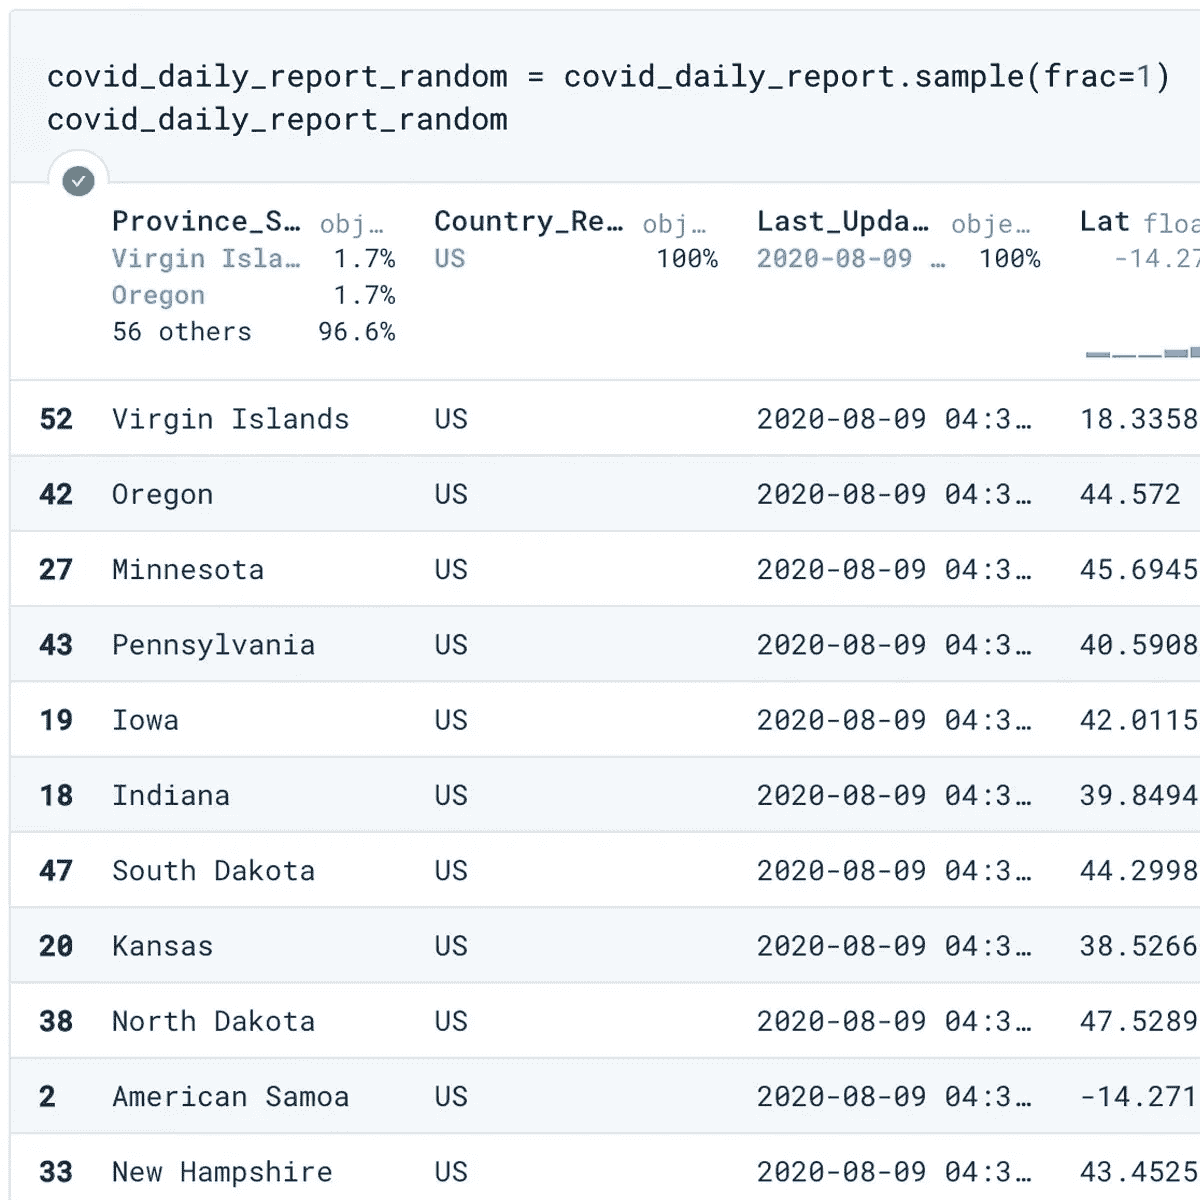 covid_daily_report_random = covid_daily_report.sample(frac=1)
covid_daily_report_random
Province_S… obj… Country_Re… obj… Last_Upda… obje… Lat floa
Virgin Isla… 1.7% US 100% 2020-08-09 … 100% -14.27
Oregon 1.7%
56 others 96.6%
52 Virgin Islands US 2020-08-09 04:3… 18.3358
42 Oregon US 2020-08-09 04:3… 44.572
27 Minnesota US 2020-08-09 04:3… 45.6945
43 Pennsylvania US 2020-08-09 04:3… 40.5908
19 Iowa US 2020-08-09 04:3… 42.0115
18 Indiana US 2020-08-09 04:3… 39.8494
47 South Dakota US 2020-08-09 04:3… 44.2998
20 Kansas US 2020-08-09 04:3… 38.5266
38 North Dakota US 2020-08-09 04:3… 47.5289
2 American Samoa US 2020-08-09 04:3… -14.271
33 New Hampshire US 2020-08-09 04:3… 43.4525